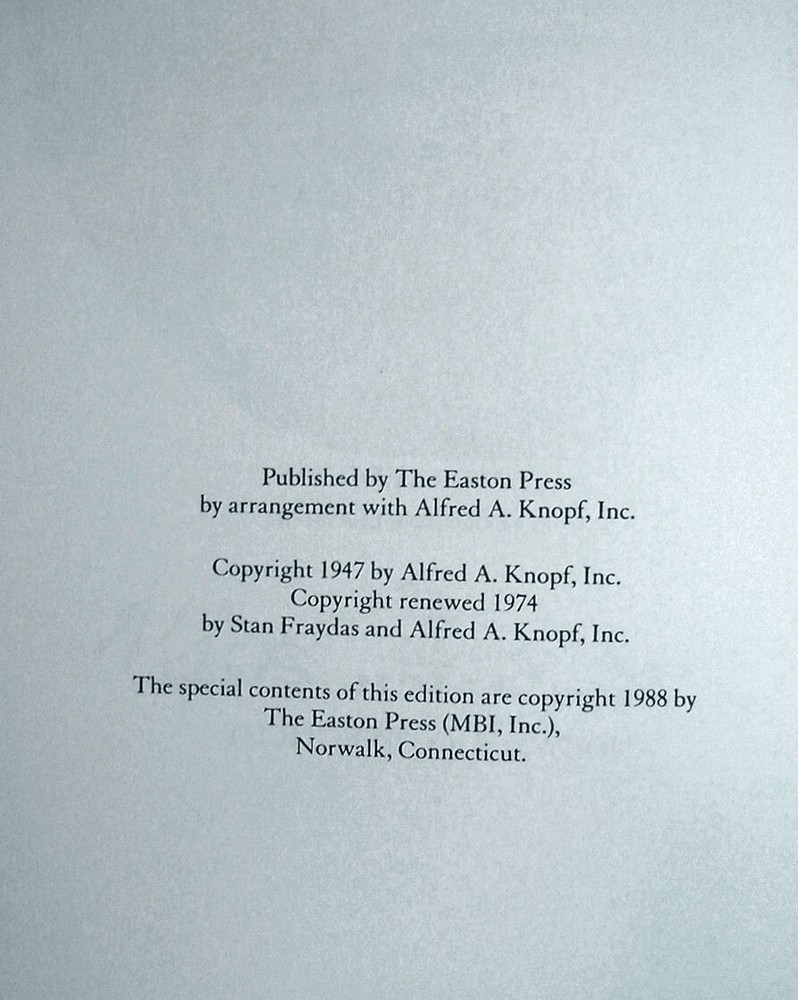 Published by The Easton Press
by arrangement with Alfred A. Knopf, Inc.
Copyright 1947 by Alfred A. Knopf, Inc.
Copyright renewed 1974
by Stan Fraydas and Alfred A. Knopf, Inc.
The special contents of this edition are copyright 1988 by
The Easton Press (MBI, Inc.),
Norwalk, Connecticut.